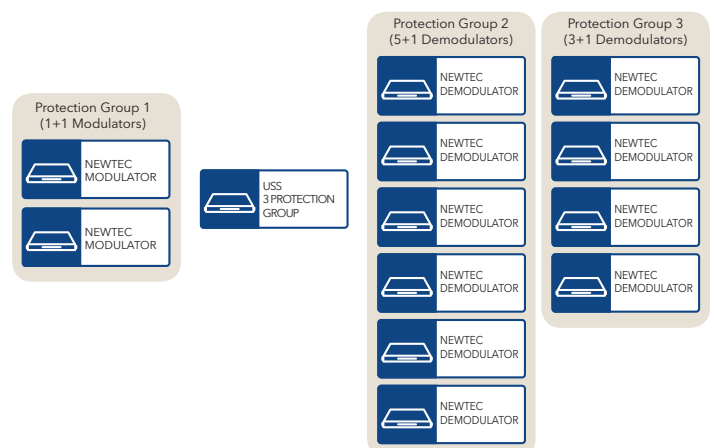 Protection Group 1
(1+1 Modulators)
NEWTEC
MODULATOR
NEWTEC
MODULATOR
USS
3 PROTECTION
GROUP
Protection Group 2
(5+1 Demodulators)
NEWTEC
DEMODULATOR
NEWTEC
DEMODULATOR
NEWTEC
DEMODULATOR
NEWTEC
DEMODULATOR
NEWTEC
DEMODULATOR
NEWTEC
DEMODULATOR
Protection Group 3
(3+1 Demodulators)
NEWTEC
DEMODULATOR
NEWTEC
DEMODULATOR
NEWTEC
DEMODULATOR
NEWTEC
DEMODULATOR